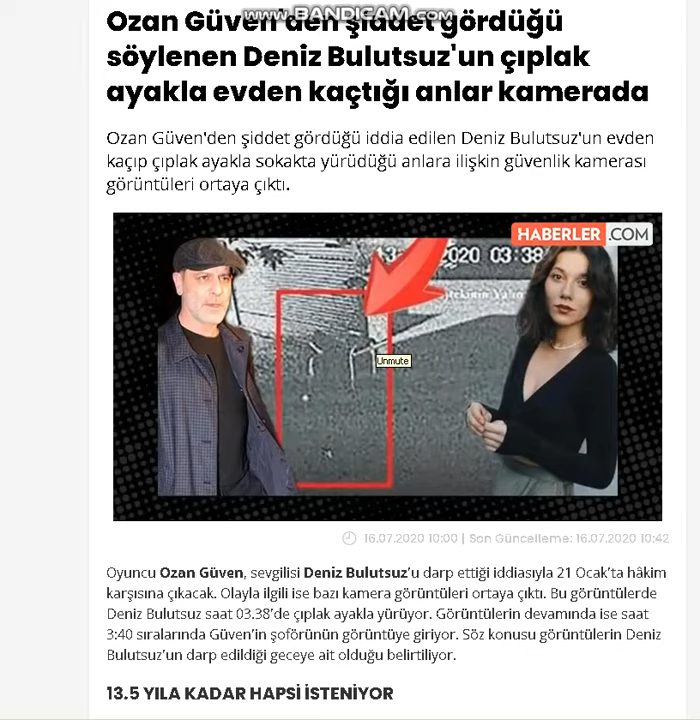 www.BANDICAM.com
Ozan Güven'den şiddet gördüğü
söylenen Deniz Bulutsuz'un çıplak
ayakla evden kaçtığı anlar kamerada
Ozan Güven'den şiddet gördüğü iddia edilen Deniz Bulutsuz'un evden
kaçıp çıplak ayakla sokakta yürüdüğü anlara ilişkin güvenlik kamerası
görüntüleri ortaya çıktı.
HABERLER.COM
2020 03:38
Unmute
16.07.2020 10:00 | Son Güncelleme: 16.07.2020 10:42
Oyuncu Ozan Güven, sevgilisi Deniz Bulutsuz'u darp ettiği iddiasıyla 21 Ocak'ta hâkim
karşısına çıkacak. Olayla ilgili ise bazı kamera görüntüleri ortaya çıktı. Bu görüntülerde
Deniz Bulutsuz saat 03.38'de çıplak ayakla yürüyor. Görüntülerin devamında ise saat
3:40 sıralarında Güven'in şoförünün görüntüye giriyor. Söz konusu görüntülerin Deniz
Bulutsuz'un darp edildiği geceye ait olduğu belirtiliyor.
13.5 YILA KADAR HAPSİ İSTENİYOR